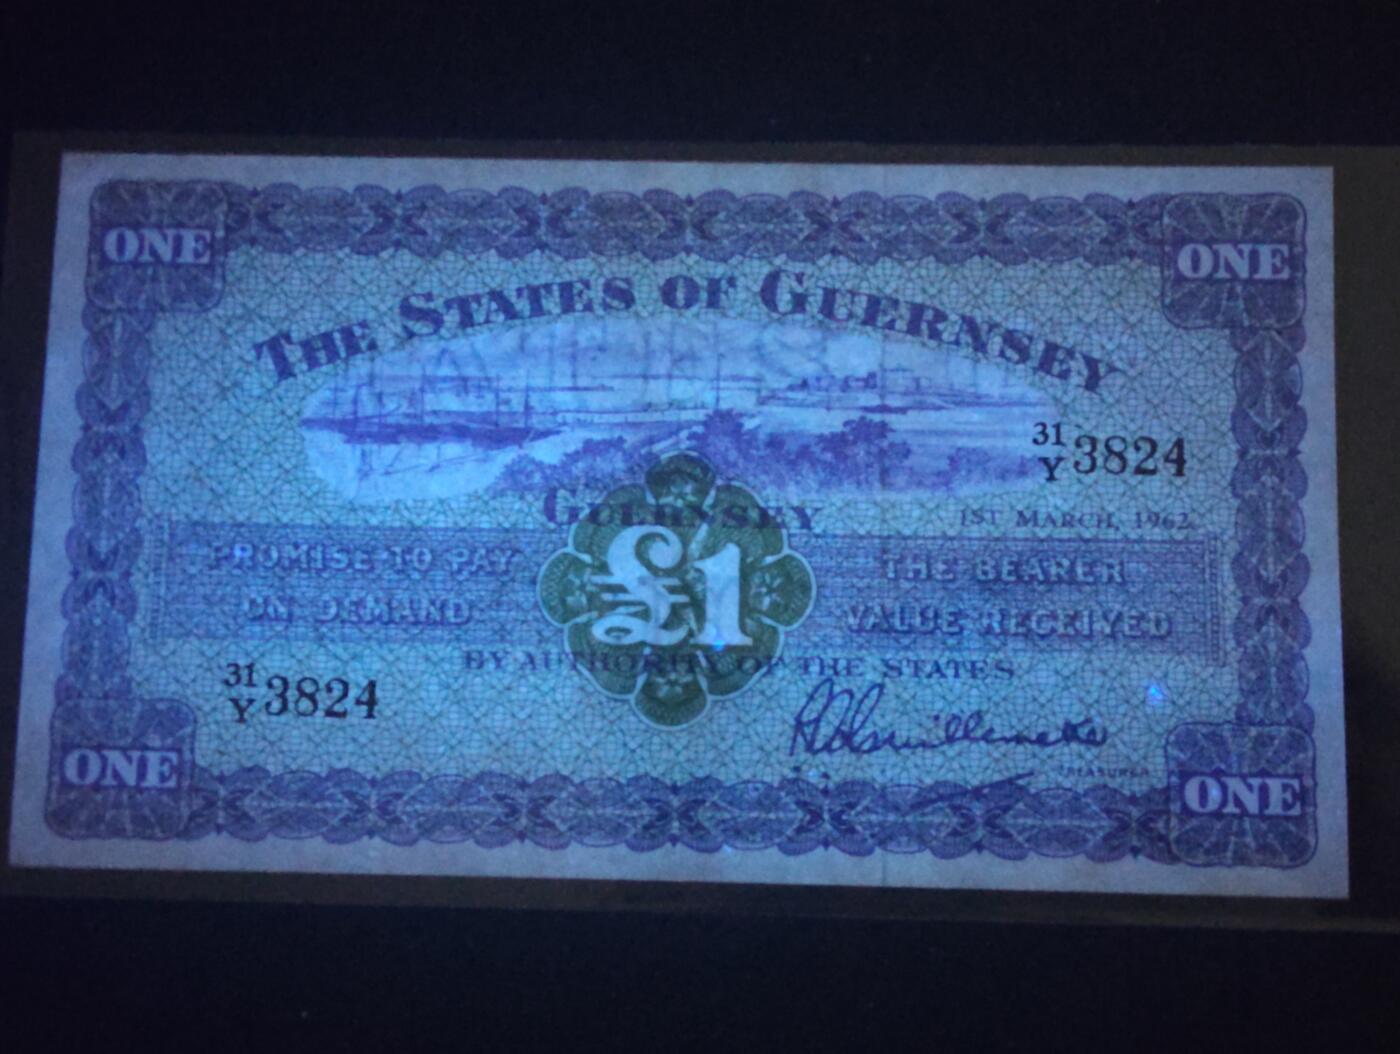 ONE
ONE
THE STATES OF GUERNSEY
31/Y 3824
GUERNSEY
1ST MARCH, 1962.
PROMISE TO PAY
THE BEARER
£1
ON DEMAND
VALUE RECEIVED
BY AUTHORITY OF THE STATES
31/Y 3824
TREASURER
ONE
ONE